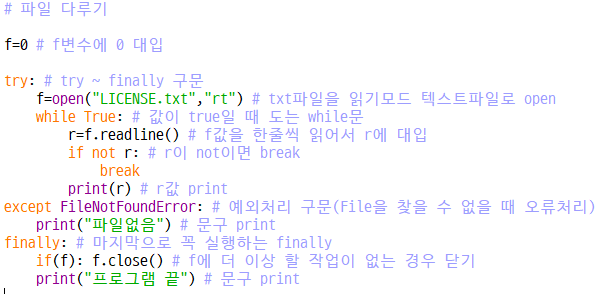 # 파일 다루기
f=0 # f변수에 0 대입
try: # try ~ finally 구문
    f=open("LICENSE.txt","rt") # txt파일을 읽기모드 텍스트파일로 open
    while True: # 값이 true일 때 도는 while문
        r=f.readline() # f값을 한줄씩 읽어서 r에 대입
        if not r: # r이 not이면 break
            break
        print(r) # r값 print
except FileNotFoundError: # 예외처리 구문(File을 찾을 수 없을 때 오류처리)
    print("파일없음") # 문구 print
finally: # 마지막으로 꼭 실행하는 finally
    if(f): f.close() # f에 더 이상 할 작업이 없는 경우 닫기
    print("프로그램 끝") # 문구 print